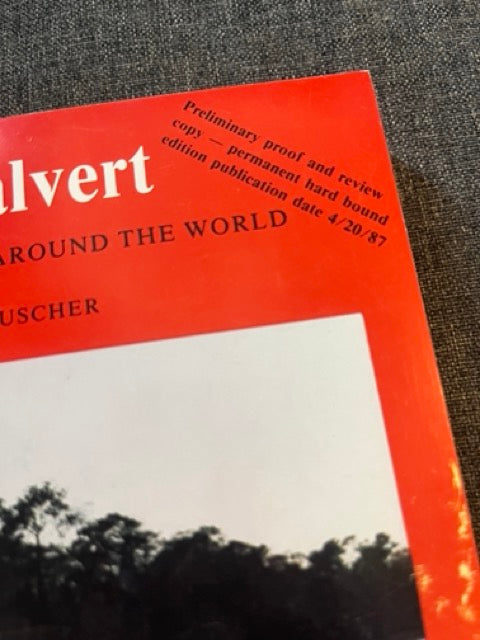 Preliminary proof and review
copy — permanent hard bound
edition publication date 4/20/87
alvert
AROUND THE WORLD
USCHER